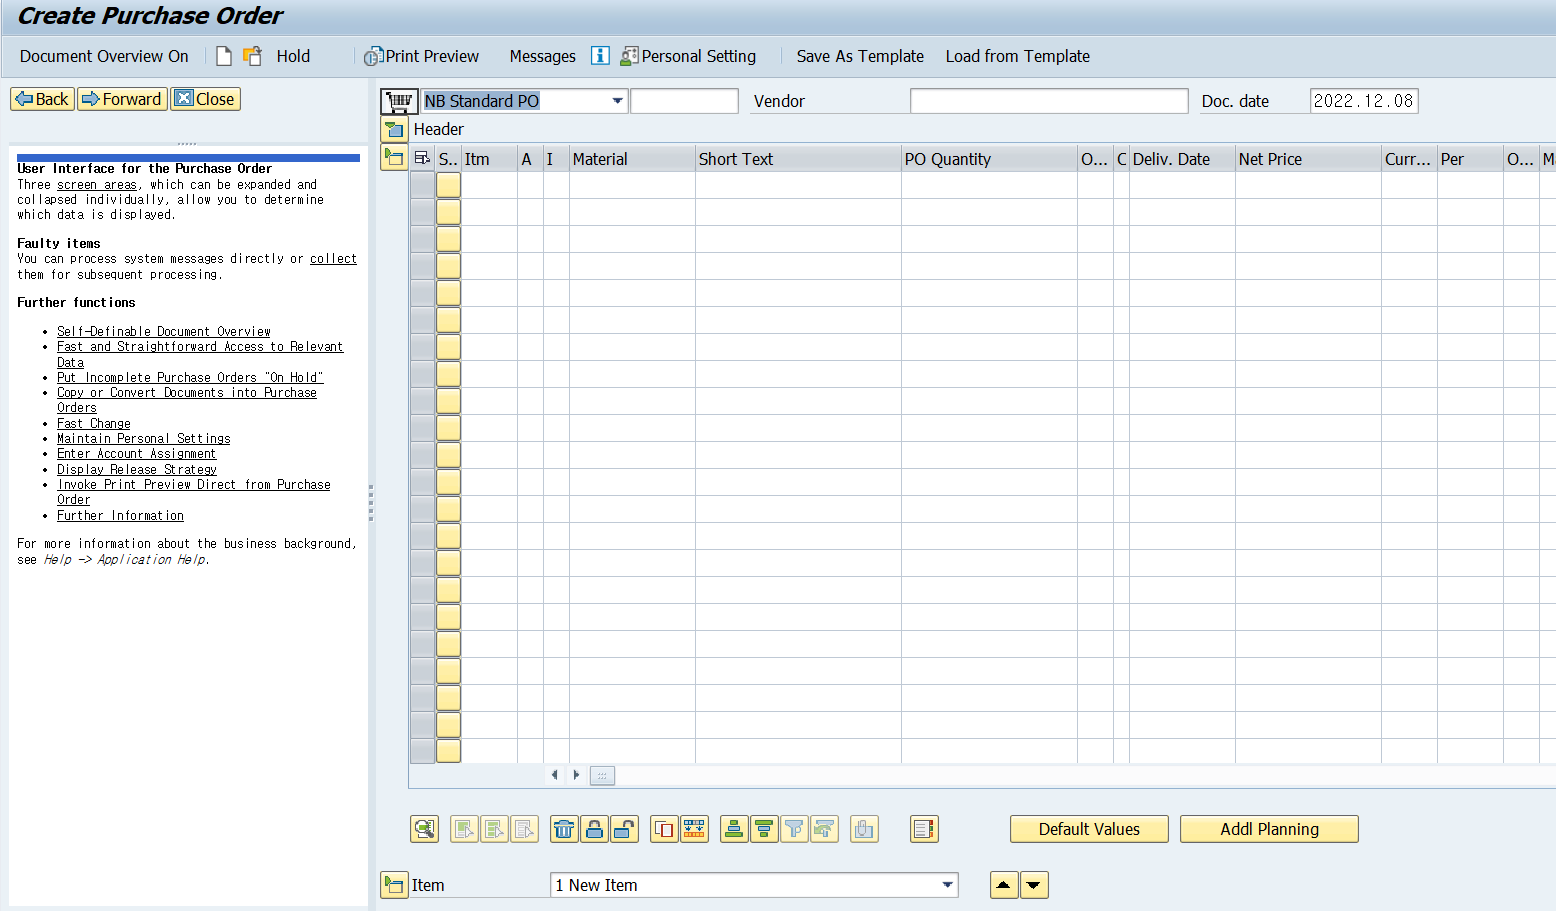 Create Purchase Order
Document Overview On Hold Print Preview Messages Personal Setting Save As Template Load from Template
Back Forward Close
NB Standard PO Vendor Doc. date 2022.12.08
Header
S.. Itm A I Material Short Text PO Quantity O... C Deliv. Date Net Price Curr... Per O... M
User Interface for the Purchase Order
Three screen areas, which can be expanded and
collapsed individually, allow you to determine
which data is displayed.
Faulty items
You can process system messages directly or collect
them for subsequent processing.
Further functions
• Self-Definable Document Overview
• Fast and Straightforward Access to Relevant
Data
• Put Incomplete Purchase Orders "On Hold"
• Copy or Convert Documents into Purchase
Orders
• Fast Change
• Maintain Personal Settings
• Enter Account Assignment
• Display Release Strategy
• Invoke Print Preview Direct from Purchase
Order
• Further Information
For more information about the business background,
see Help -> Application Help.
Default Values Addl Planning
Item 1 New Item